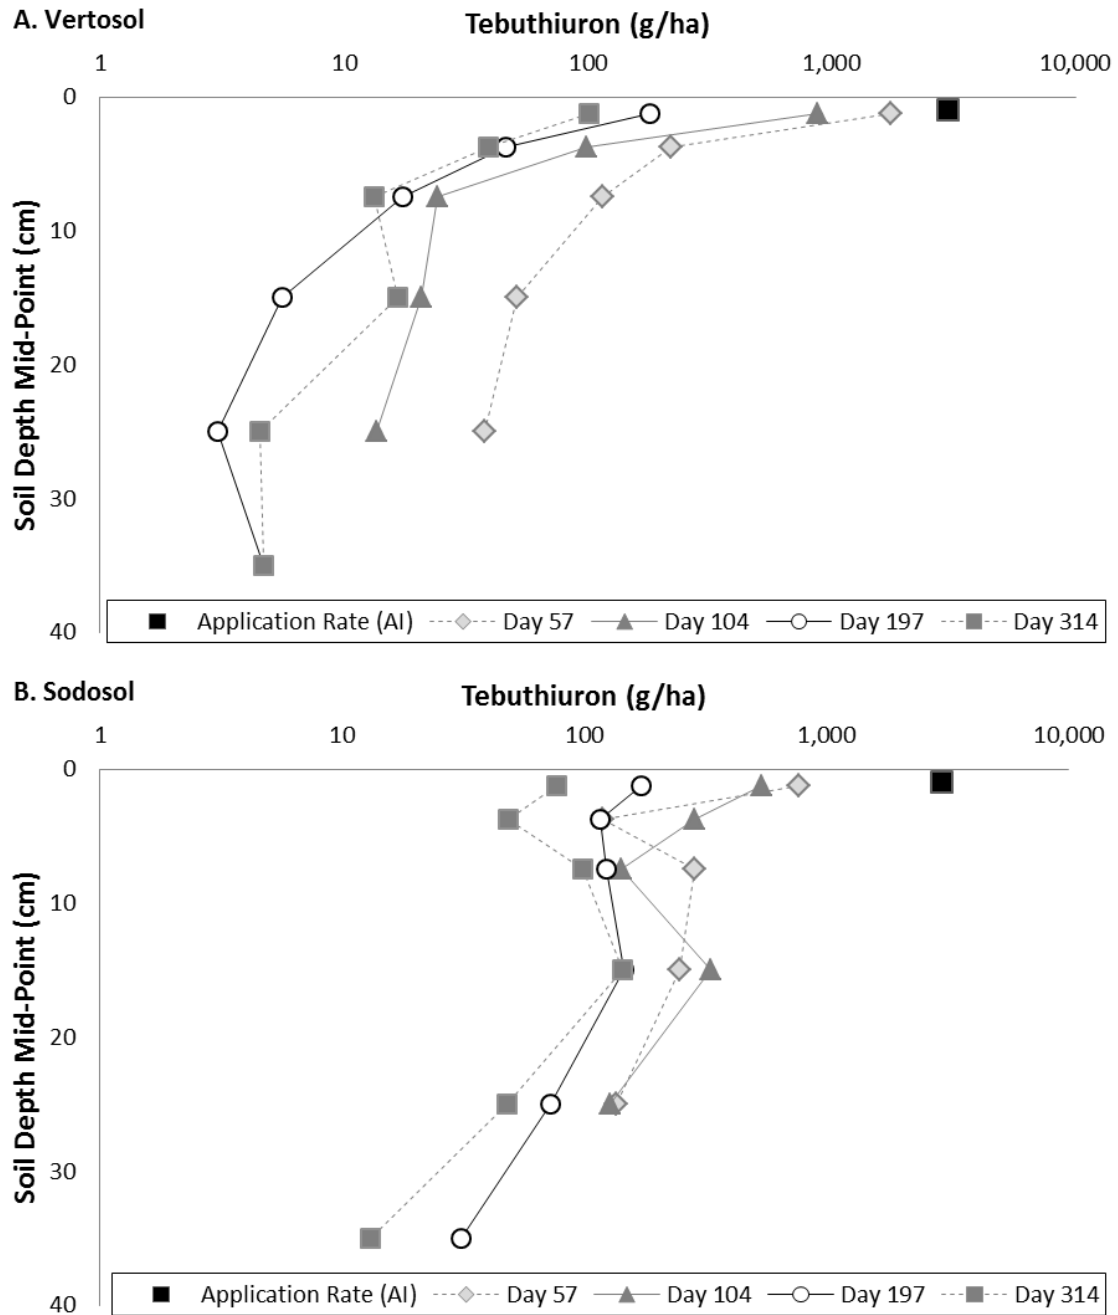 A. Vertosol
Tebuthiuron (g/ha)
1 10 100 1,000 10,000
0
10
20
30
40
Soil Depth Mid-Point (cm)
Application Rate (AI) Day 57 Day 104 Day 197 Day 314
B. Sodosol
Tebuthiuron (g/ha)
1 10 100 1,000 10,000
0
10
20
30
40
Soil Depth Mid-Point (cm)
Application Rate (AI) Day 57 Day 104 Day 197 Day 314